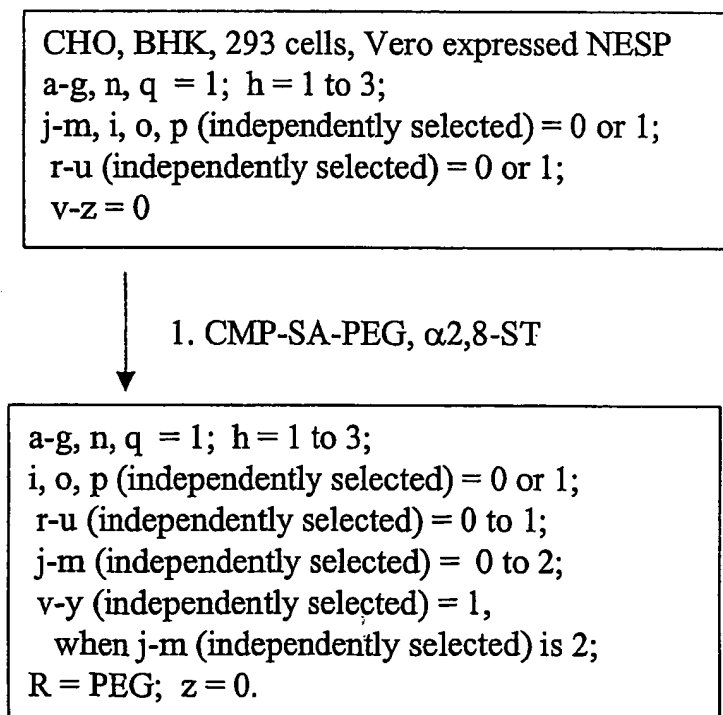 CHO, BHK, 293 cells, Vero expressed NESP
a-g, n, q = 1; h = 1 to 3;
j-m, i, o, p (independently selected) = 0 or 1;
r-u (independently selected) = 0 or 1;
v-z = 0
1. CMP-SA-PEG, α2,8-ST
a-g, n, q = 1; h = 1 to 3;
i, o, p (independently selected) = 0 or 1;
r-u (independently selected) = 0 to 1;
j-m (independently selected) = 0 to 2;
v-y (independently selected) = 1,
when j-m (independently selected) is 2;
R = PEG; z = 0.